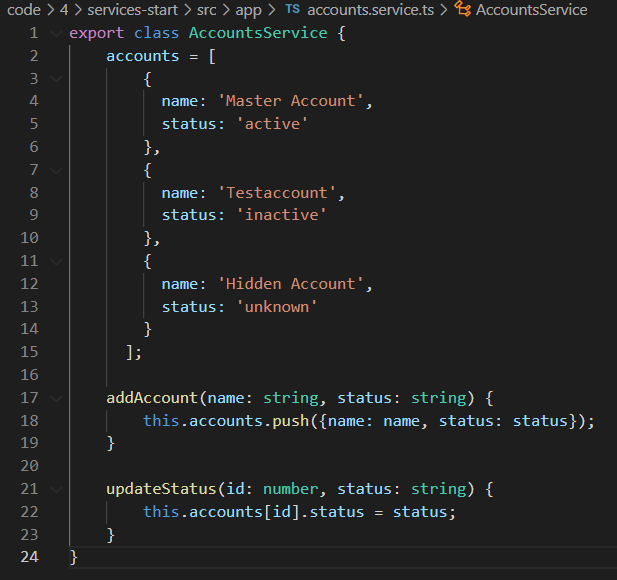 code > 4 > services-start > src > app > TS accounts.service.ts > AccountsService
1 export class AccountsService {
2 accounts = [
3 {
4 name: 'Master Account',
5 status: 'active'
6 },
7 {
8 name: 'Testaccount',
9 status: 'inactive'
10 },
11 {
12 name: 'Hidden Account',
13 status: 'unknown'
14 }
15 ];
16
17 addAccount(name: string, status: string) {
18 this.accounts.push({name: name, status: status});
19 }
20
21 updateStatus(id: number, status: string) {
22 this.accounts[id].status = status;
23 }
24 }